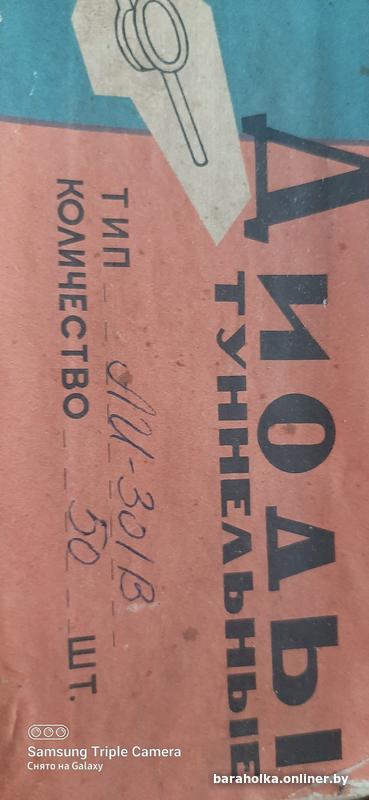 ДИОДЫ
ТУННЕЛЬНЫЕ
ТИП АИ-301В
КОЛИЧЕСТВО 50 ШТ.
Samsung Triple Camera
Снято на Galaxy
baraholka.onliner.by